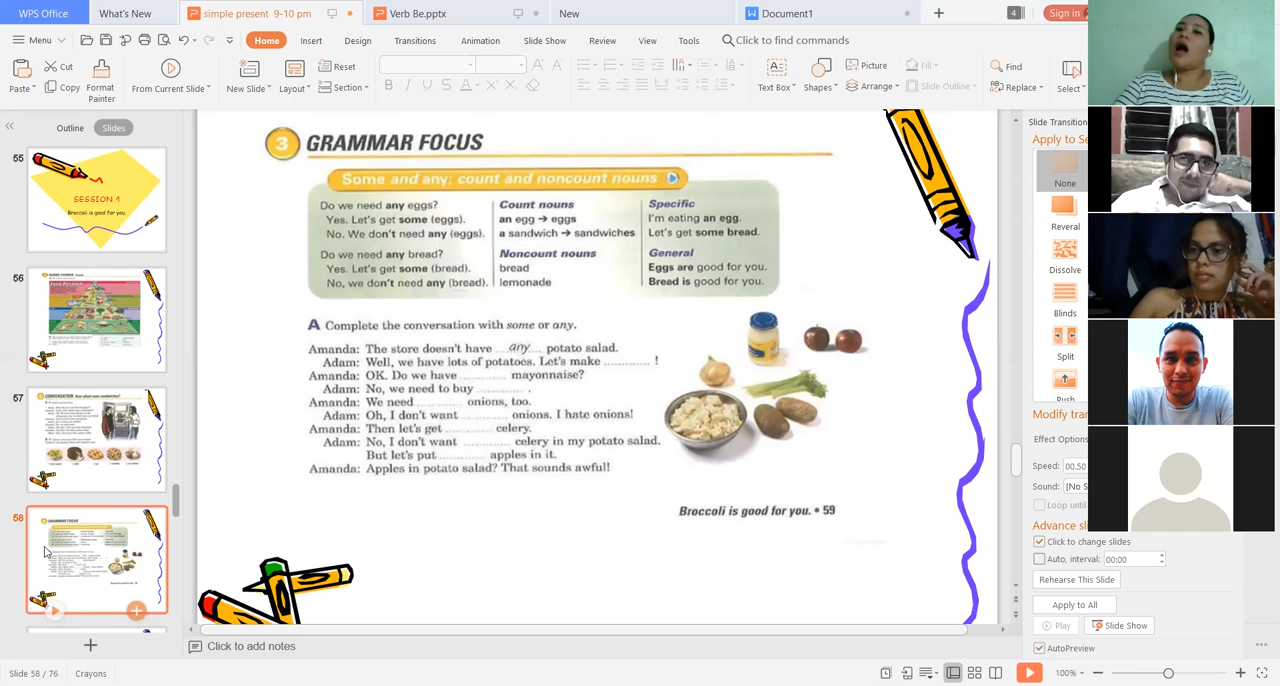 WPS Office
What's New
simple present 9-10 pm
Verb Be.pptx
New
Document1
4
Sign in
Menu
Home
Insert
Design
Transitions
Animation
Slide Show
Review
View
Tools
Click to find commands
Paste
Cut
Copy
Format Painter
From Current Slide
New Slide
Layout
Reset
Section
B I U S A
Text Box
Shapes
Picture
Fill
Arrange
Slide Outline
Find
Replace
Select
Outline
Slides
55
SESSION 1
Broccoli is good for you.
56
57
58
GRAMMAR FOCUS
3 GRAMMAR FOCUS
Some and any; count and noncount nouns
Do we need any eggs?
Yes. Let's get some (eggs).
No. We don't need any (eggs).
Do we need any bread?
Yes. Let's get some (bread).
No, we don't need any (bread).
Count nouns
an egg → eggs
a sandwich → sandwiches
Noncount nouns
bread
lemonade
Specific
I'm eating an egg.
Let's get some bread.
General
Eggs are good for you.
Bread is good for you.
A Complete the conversation with some or any.
Amanda: The store doesn't have any potato salad.
Adam: Well, we have lots of potatoes. Let's make ............ !
Amanda: OK. Do we have ............ mayonnaise?
Adam: No, we need to buy ............ .
Amanda: We need ............ onions, too.
Adam: Oh, I don't want ............ onions. I hate onions!
Amanda: Then let's get ............ celery.
Adam: No, I don't want ............ celery in my potato salad.
But let's put ............ apples in it.
Amanda: Apples in potato salad? That sounds awful!
Broccoli is good for you. • 59
Slide Transition
Apply to Se
None
Reveral
Dissolve
Blinds
Split
Push
Modify tran
Effect Options
Speed: 00.50
Sound: [No S
Loop until
Advance sli
Click to change slides
Auto, interval: 00:00
Rehearse This Slide
Apply to All
Play
Slide Show
AutoPreview
Click to add notes
Slide 58 / 76
Crayons
100%